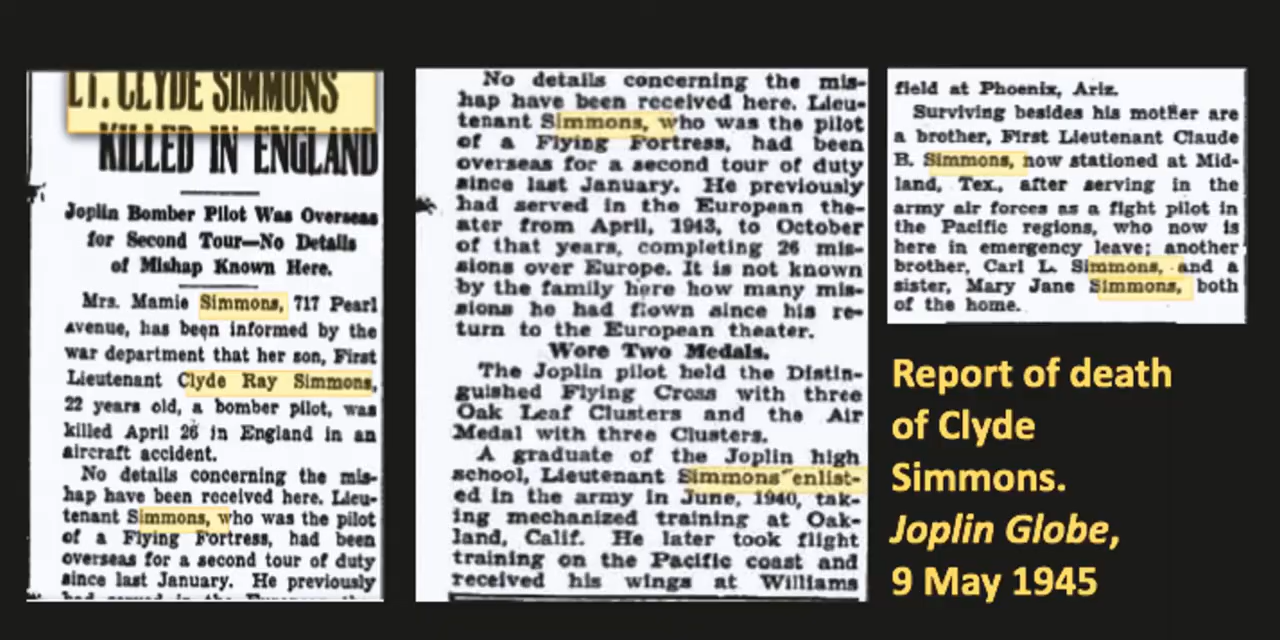 LT. CLYDE SIMMONS
KILLED IN ENGLAND
Joplin Bomber Pilot Was Overseas
for Second Tour—No Details
of Mishap Known Here.
Mrs. Mamie Simmons, 717 Pearl
avenue, has been informed by the
war department that her son, First
Lieutenant Clyde Ray Simmons,
22 years old, a bomber pilot, was
killed April 26 in England in an
aircraft accident.
No details concerning the mis-
hap have been received here. Lieu-
tenant Simmons, who was the pilot
of a Flying Fortress, had been
overseas for a second tour of duty
since last January. He previously
had served in the European the-
No details concerning the mis-
hap have been received here. Lieu-
tenant Simmons, who was the pilot
of a Flying Fortress, had been
overseas for a second tour of duty
since last January. He previously
had served in the European the-
ater from April, 1943, to October
of that years, completing 26 mis-
sions over Europe. It is not known
by the family here how many mis-
sions he had flown since his re-
turn to the European theater.
Wore Two Medals.
The Joplin pilot held the Distin-
guished Flying Cross with three
Oak Leaf Clusters and the Air
Medal with three Clusters.
A graduate of the Joplin high
school, Lieutenant Simmons enlist-
ed in the army in June, 1940, tak-
ing mechanized training at Oak-
land, Calif. He later took flight
training on the Pacific coast and
received his wings at Williams
field at Phoenix, Ariz.
Surviving besides his mother are
a brother, First Lieutenant Claude
B. Simmons, now stationed at Mid-
land, Tex., after serving in the
army air forces as a fight pilot in
the Pacific regions, who now is
here in emergency leave; another
brother, Carl L. Simmons, and a
sister, Mary Jane Simmons, both
of the home.
Report of death
of Clyde
Simmons.
Joplin Globe,
9 May 1945